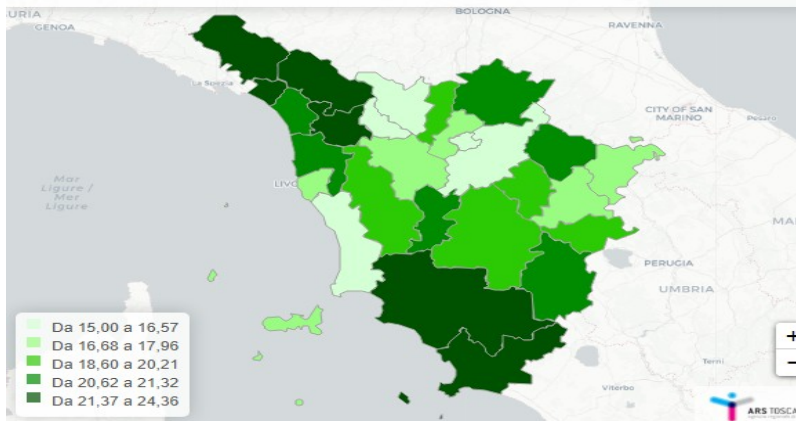 BOLOGNA
GENOA
RAVENNA
La Spezia
CITY OF SAN
MARINO
Pesaro
Mar
Ligure /
Mer
Ligure
LIVO
PERUGIA
UMBRIA
Da 15,00 a 16,57
Da 16,68 a 17,96
Da 18,60 a 20,21
Da 20,62 a 21,32
Da 21,37 a 24,36
Terni
Viterbo
+
−
ARS TOSCA